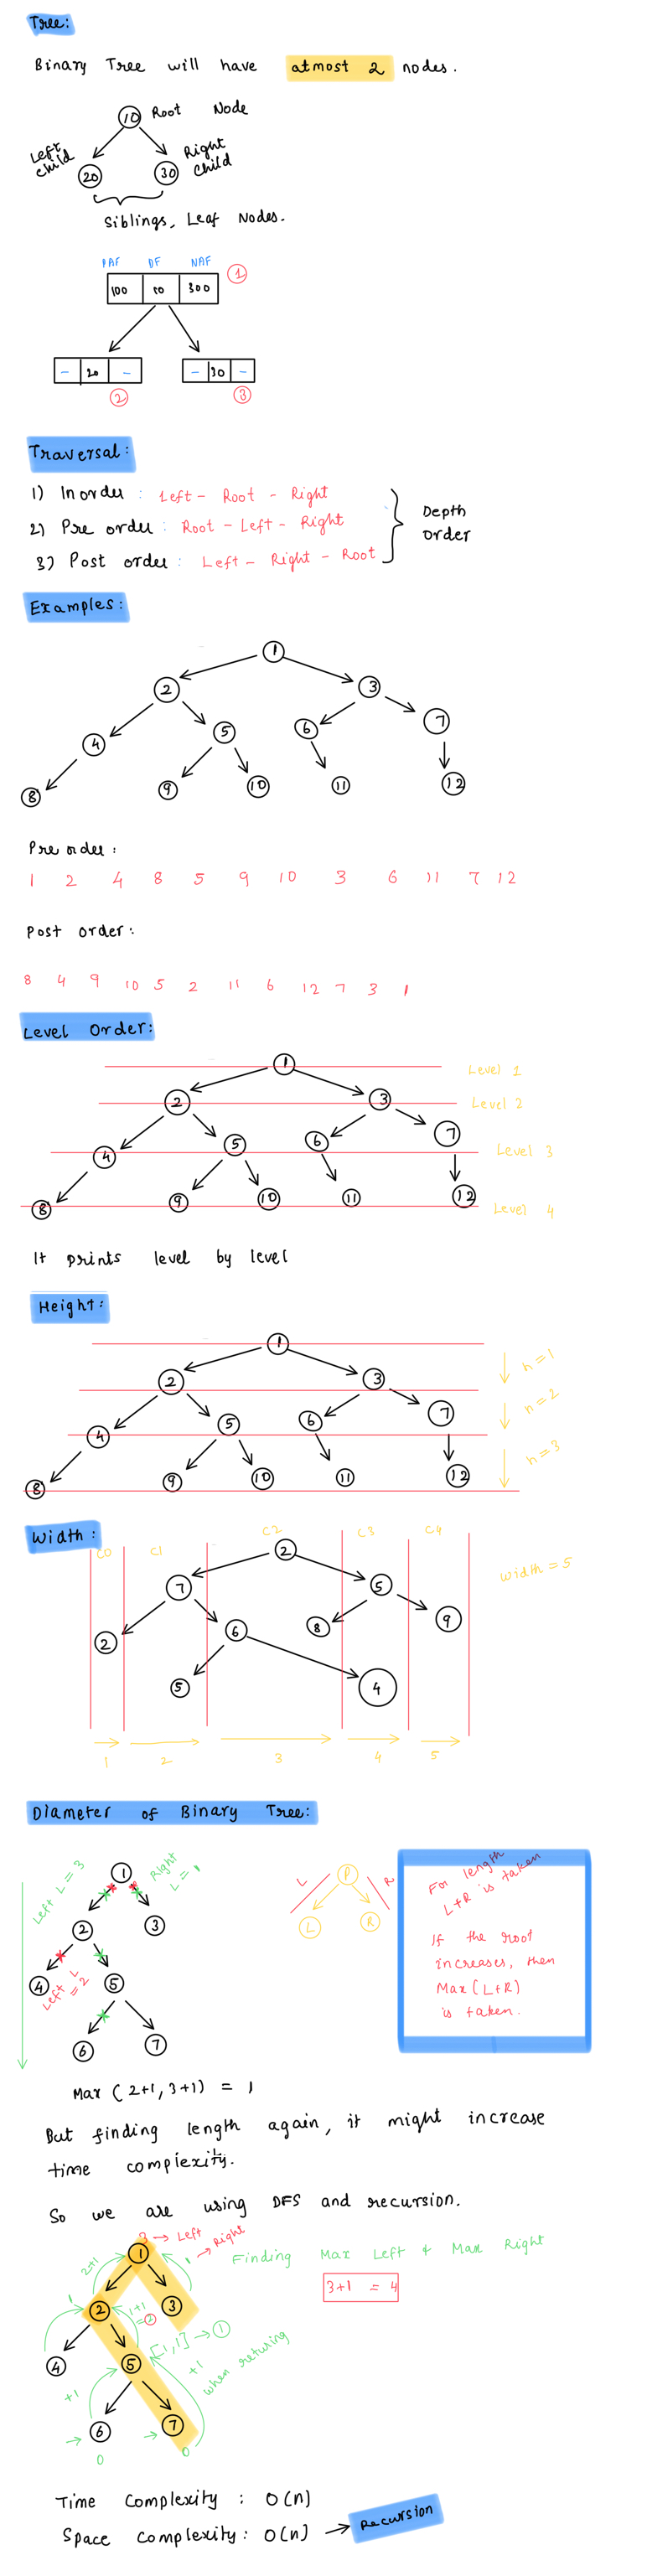 Tree:
Binary Tree will have atmost 2 nodes.
10 Root Node
Left child
Right child
20 30
Siblings, Leaf Nodes.
PAF DF NAF
100 10 300 1
- 20 - - 30 -
2 3
Traversal:
1) Inorder: Left - Root - Right
2) Pre order: Root - Left - Right
3) Post order: Left - Right - Root
Depth order
Examples:
1
2 3
4 5 6 7
8 9 10 11 12
Pre order:
1 2 4 8 5 9 10 3 6 11 7 12
Post order:
8 4 9 10 5 2 11 6 12 7 3 1
Level Order:
1 Level 1
2 3 Level 2
4 5 6 7 Level 3
8 9 10 11 12 Level 4
It prints level by level
Height:
1
2 3 h=1
4 5 6 7 h=2
8 9 10 11 12 h=3
Width:
C0 C1 C2 C3 C4
2
7 5 width = 5
2 6 8 9
5 4
1 2 3 4 5
Diameter of Binary Tree:
Left L = 3
Right L = 1
1
2 3
4 5
Left L = 2
6 7
L P R
L R
For length L+R is taken
If the root
increases, then
Max(L+R)
is taken.
Max (2+1, 3+1) = 1
But finding length again, it might increase
time complexity.
So we are using DFS and recursion.
3 → Left
1 → Right
Finding Max Left & Max Right
3+1 = 4
2+1 1
1 2 3
1+1 =2
[1,1] → 1
4 5
+1 +1 when returing
6 7
0 0
Time Complexity: O(n)
Space Complexity: O(n) → Recursion